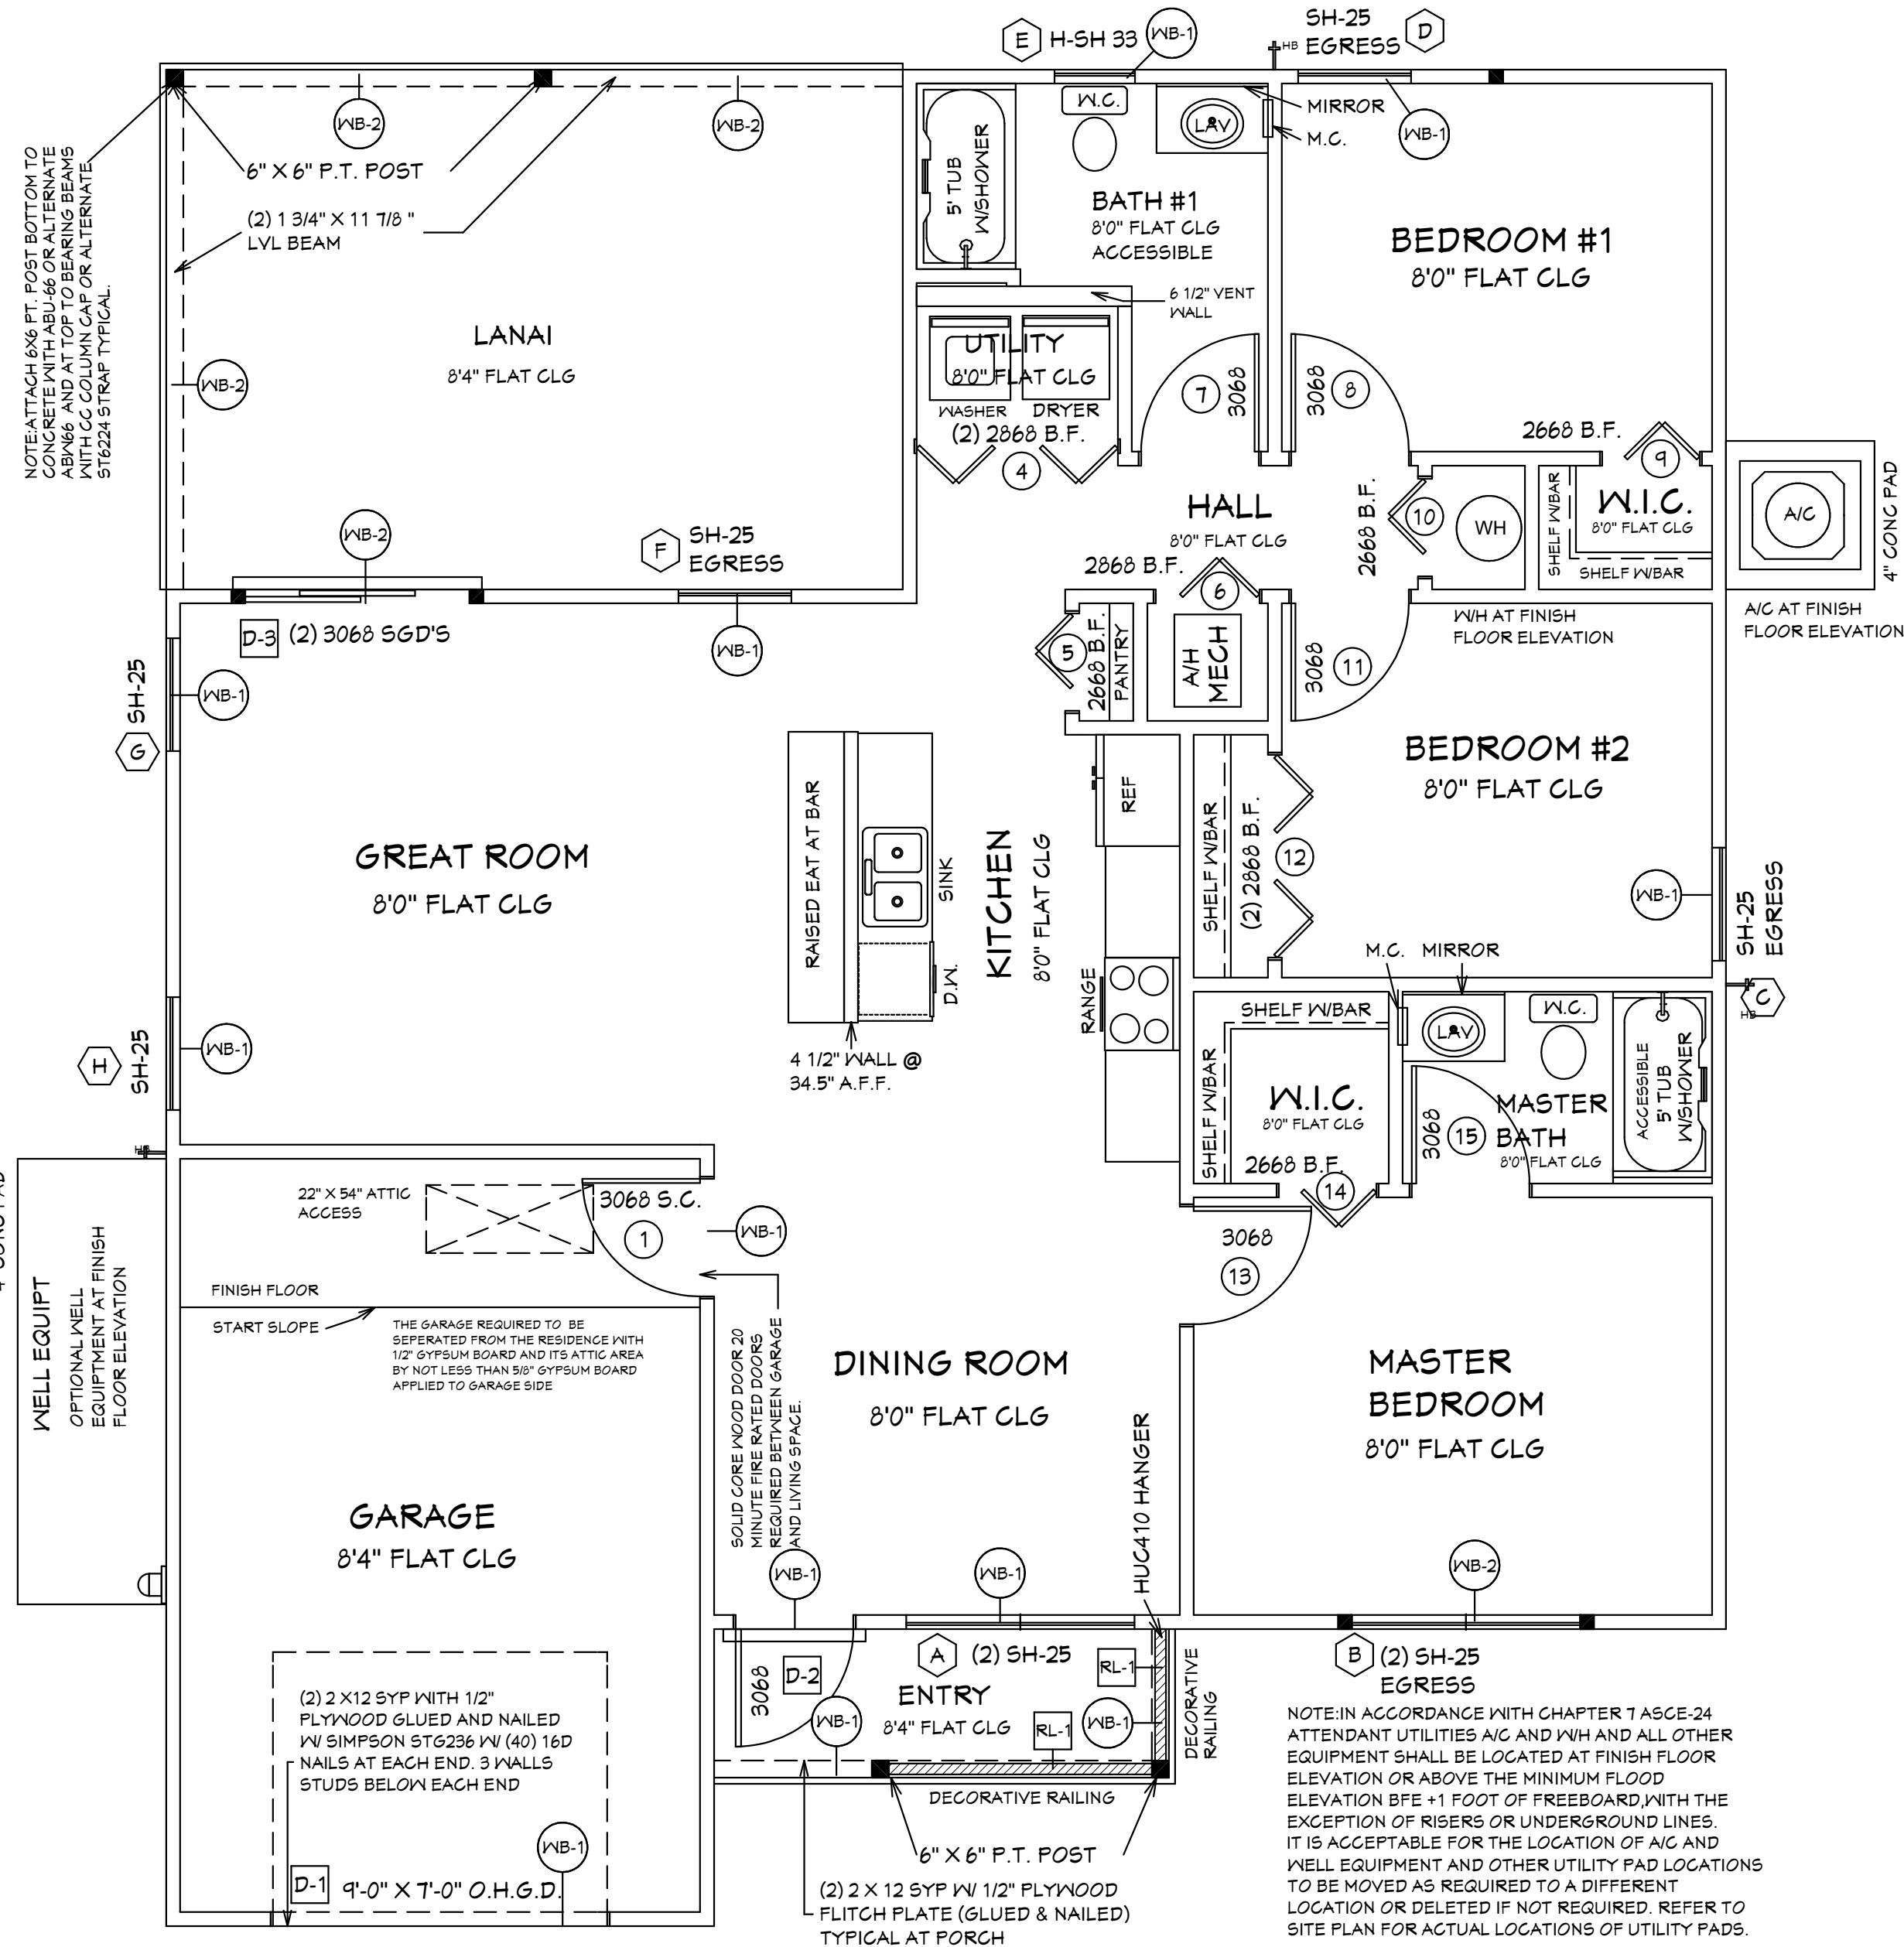 E
H-SH 33
WB-1
SH-25
HB EGRESS
D
WB-2
WB-2
W.C.
LAV
MIRROR
M.C.
WB-1
NOTE:ATTACH 6X6 PT. POST BOTTOM TO
CONCRETE WITH ABU-66 OR ALTERNATE
ABW66 AND AT TOP TO BEARING BEAMS
WITH CC COLUMN CAP OR ALTERNATE
ST6224 STRAP TYPICAL.
6" X 6" P.T. POST
(2) 1 3/4" X 11 7/8 "
LVL BEAM
5' TUB
W/SHOWER
BATH #1
8'0" FLAT CLG
ACCESSIBLE
BEDROOM #1
8'0" FLAT CLG
6 1/2" VENT
WALL
LANAI
8'4" FLAT CLG
WB-2
UTILITY
8'0" FLAT CLG
WASHER
DRYER
(2) 2868 B.F.
4
7
3068
3068
8
2668 B.F.
9
HALL
8'0" FLAT CLG
2668 B.F.
10
WH
SHELF W/BAR
W.I.C.
8'0" FLAT CLG
SHELF W/BAR
A/C
4" CONC PAD
WB-2
F
SH-25
EGRESS
2868 B.F.
6
W/H AT FINISH
FLOOR ELEVATION
A/C AT FINISH
FLOOR ELEVATION
D-3
(2) 3068 SGD'S
WB-1
5
2668 B.F.
PANTRY
A/H
MECH
3068
11
SH-25
G
WB-1
BEDROOM #2
8'0" FLAT CLG
GREAT ROOM
8'0" FLAT CLG
RAISED EAT AT BAR
SINK
D.W.
KITCHEN
8'0" FLAT CLG
REF
RANGE
SHELF W/BAR
(2) 2868 B.F.
12
WB-1
SH-25
EGRESS
C
HB
M.C.
MIRROR
H
SH-25
WB-1
4 1/2" WALL @
34.5" A.F.F.
SHELF W/BAR
SHELF W/BAR
W.I.C.
8'0" FLAT CLG
2668 B.F.
14
LAV
W.C.
3068
15
MASTER
BATH
8'0" FLAT CLG
ACCESSIBLE
5' TUB
W/SHOWER
HB
22" X 54" ATTIC
ACCESS
3068 S.C.
1
WB-1
3068
13
WELL EQUIPT
OPTIONAL WELL
EQUIPTMENT AT FINISH
FLOOR ELEVATION
FINISH FLOOR
START SLOPE
THE GARAGE REQUIRED TO BE
SEPERATED FROM THE RESIDENCE WITH
1/2" GYPSUM BOARD AND ITS ATTIC AREA
BY NOT LESS THAN 5/8" GYPSUM BOARD
APPLIED TO GARAGE SIDE
SOLID CORE WOOD DOOR 20
MINUTE FIRE RATED DOORS
REQUIRED BETWEEN GARAGE
AND LIVING SPACE.
DINING ROOM
8'0" FLAT CLG
MASTER
BEDROOM
8'0" FLAT CLG
HUC410 HANGER
GARAGE
8'4" FLAT CLG
WB-1
WB-1
WB-2
3068
D-2
A
(2) SH-25
RL-1
ENTRY
8'4" FLAT CLG
WB-1
RL-1
WB-1
DECORATIVE
RAILING
B
(2) SH-25
EGRESS
(2) 2 X12 SYP WITH 1/2"
PLYWOOD GLUED AND NAILED
W/ SIMPSON STG236 W/ (40) 16D
NAILS AT EACH END. 3 WALLS
STUDS BELOW EACH END
DECORATIVE RAILING
WB-1
D-1
9'-0" X 7'-0" O.H.G.D.
6" X 6" P.T. POST
(2) 2 X 12 SYP W/ 1/2" PLYWOOD
FLITCH PLATE (GLUED & NAILED)
TYPICAL AT PORCH
NOTE:IN ACCORDANCE WITH CHAPTER 7 ASCE-24
ATTENDANT UTILITIES A/C AND W/H AND ALL OTHER
EQUIPMENT SHALL BE LOCATED AT FINISH FLOOR
ELEVATION OR ABOVE THE MINIMUM FLOOD
ELEVATION BFE +1 FOOT OF FREEBOARD,WITH THE
EXCEPTION OF RISERS OR UNDERGROUND LINES.
IT IS ACCEPTABLE FOR THE LOCATION OF A/C AND
WELL EQUIPMENT AND OTHER UTILITY PAD LOCATIONS
TO BE MOVED AS REQUIRED TO A DIFFERENT
LOCATION OR DELETED IF NOT REQUIRED. REFER TO
SITE PLAN FOR ACTUAL LOCATIONS OF UTILITY PADS.